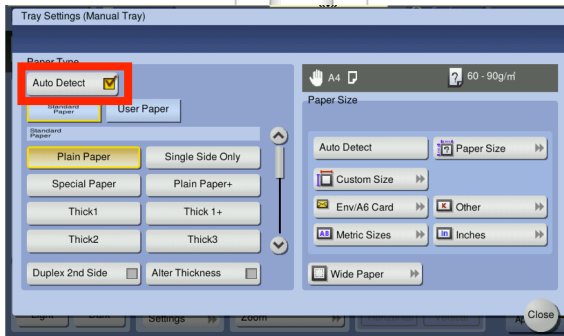 Tray Settings (Manual Tray)
Paper Type
Auto Detect
Standard
Paper
User Paper
Standard
Paper
Plain Paper
Single Side Only
Special Paper
Plain Paper+
Thick1
Thick 1+
Thick2
Thick3
Duplex 2nd Side
Alter Thickness
A4
60 - 90g/㎡
Paper Size
Auto Detect
Paper Size
Custom Size
Env/A6 Card
Other
Metric Sizes
Inches
Wide Paper
Settings
Zoom
Close